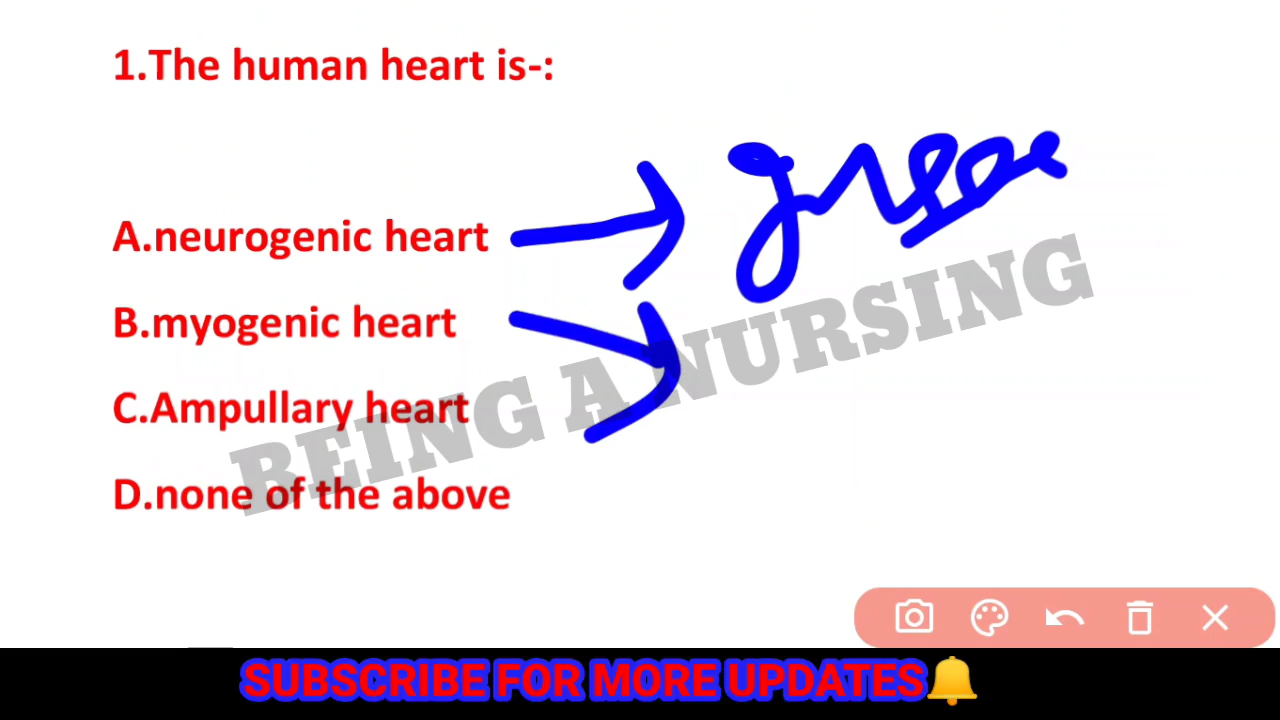 1.The human heart is-:
A.neurogenic heart
B.myogenic heart
C.Ampullary heart
D.none of the above
BEING A NURSING
SUBSCRIBE FOR MORE UPDATES🔔